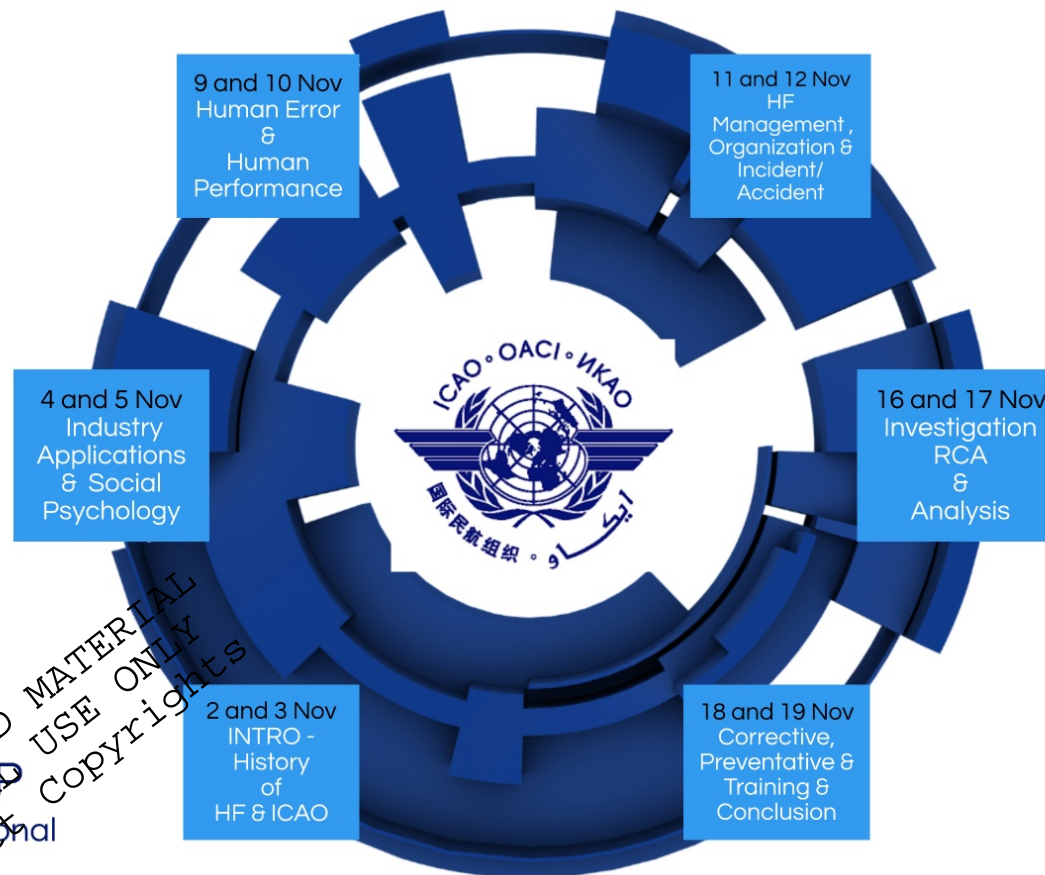 9 and 10 Nov
Human Error
&
Human
Performance
11 and 12 Nov
HF
Management ,
Organization &
Incident/
Accident
ICAO ° OACI ° ИКАО
国际民航组织 ° ايكاو
4 and 5 Nov
Industry
Applications
& Social
Psychology
16 and 17 Nov
Investigation
RCA
&
Analysis
MATERIAL
USE ONLY
Copyrights
2 and 3 Nov
INTRO -
History
of
HF & ICAO
18 and 19 Nov
Corrective,
Preventative &
Training &
Conclusion